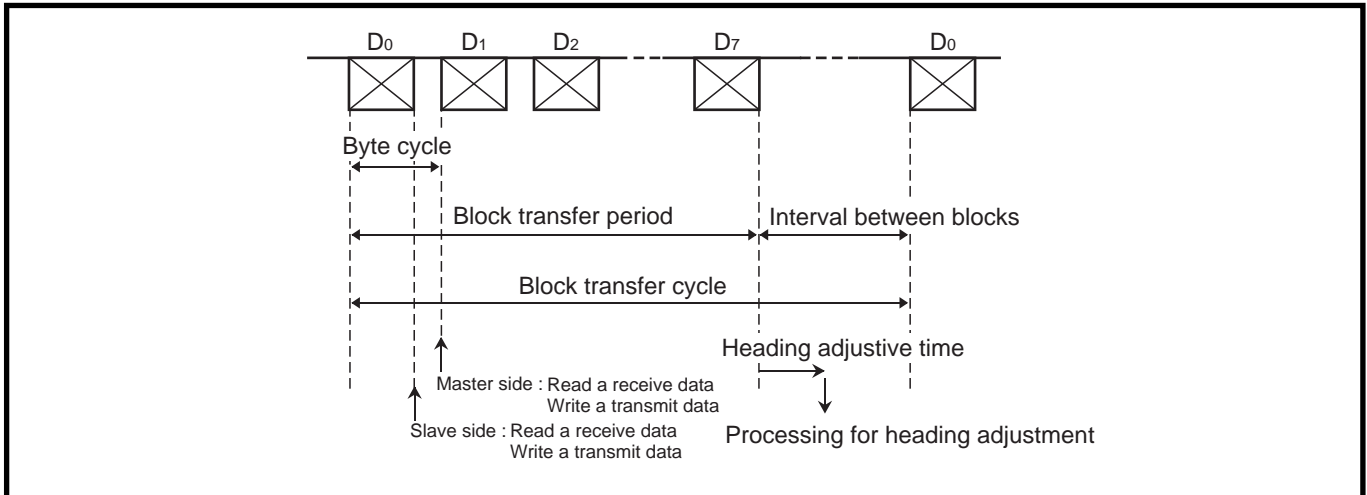 D0 D1 D2 D7 D0
Byte cycle
Block transfer period
Interval between blocks
Block transfer cycle
Heading adjustive time
Master side : Read a receive data
Write a transmit data
Slave side : Read a receive data
Write a transmit data
Processing for heading adjustment